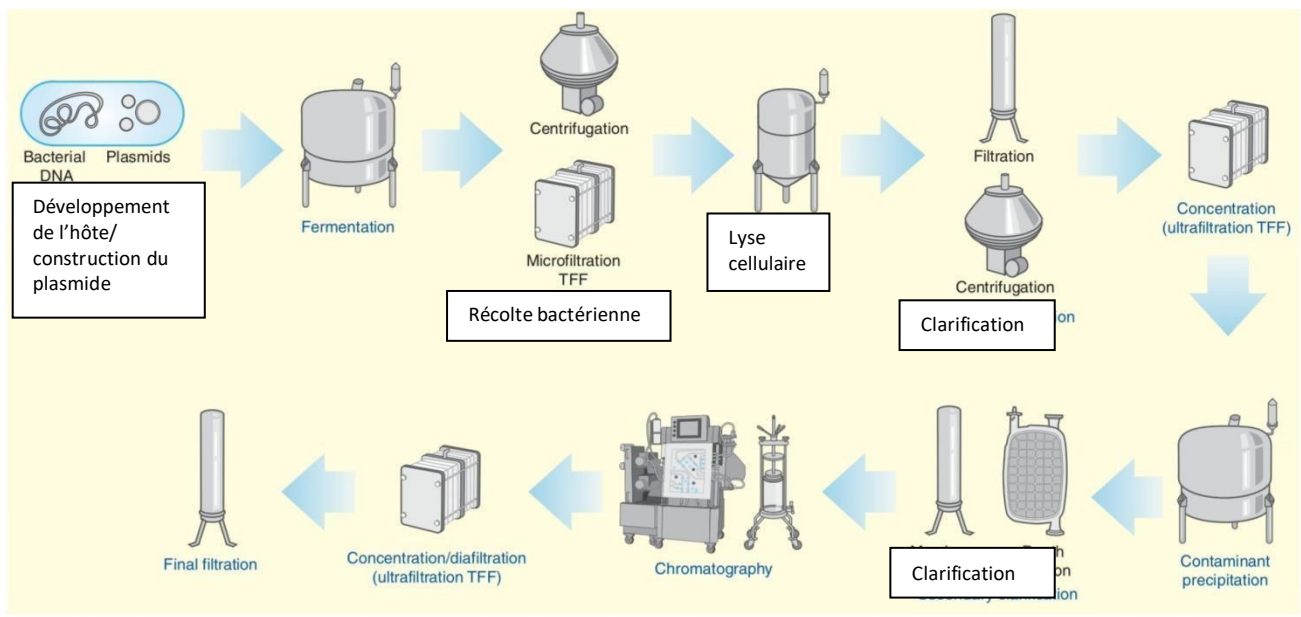 Bacterial DNA
Plasmids
Développement
de l’hôte/
construction du
plasmide
Fermentation
Centrifugation
Microfiltration
TFF
Récolte bactérienne
Lyse
cellulaire
Filtration
Centrifugation
Clarification
Concentration
(ultrafiltration TFF)
Final filtration
Concentration/diafiltration
(ultrafiltration TFF)
Chromatography
Clarification
Contaminant
precipitation